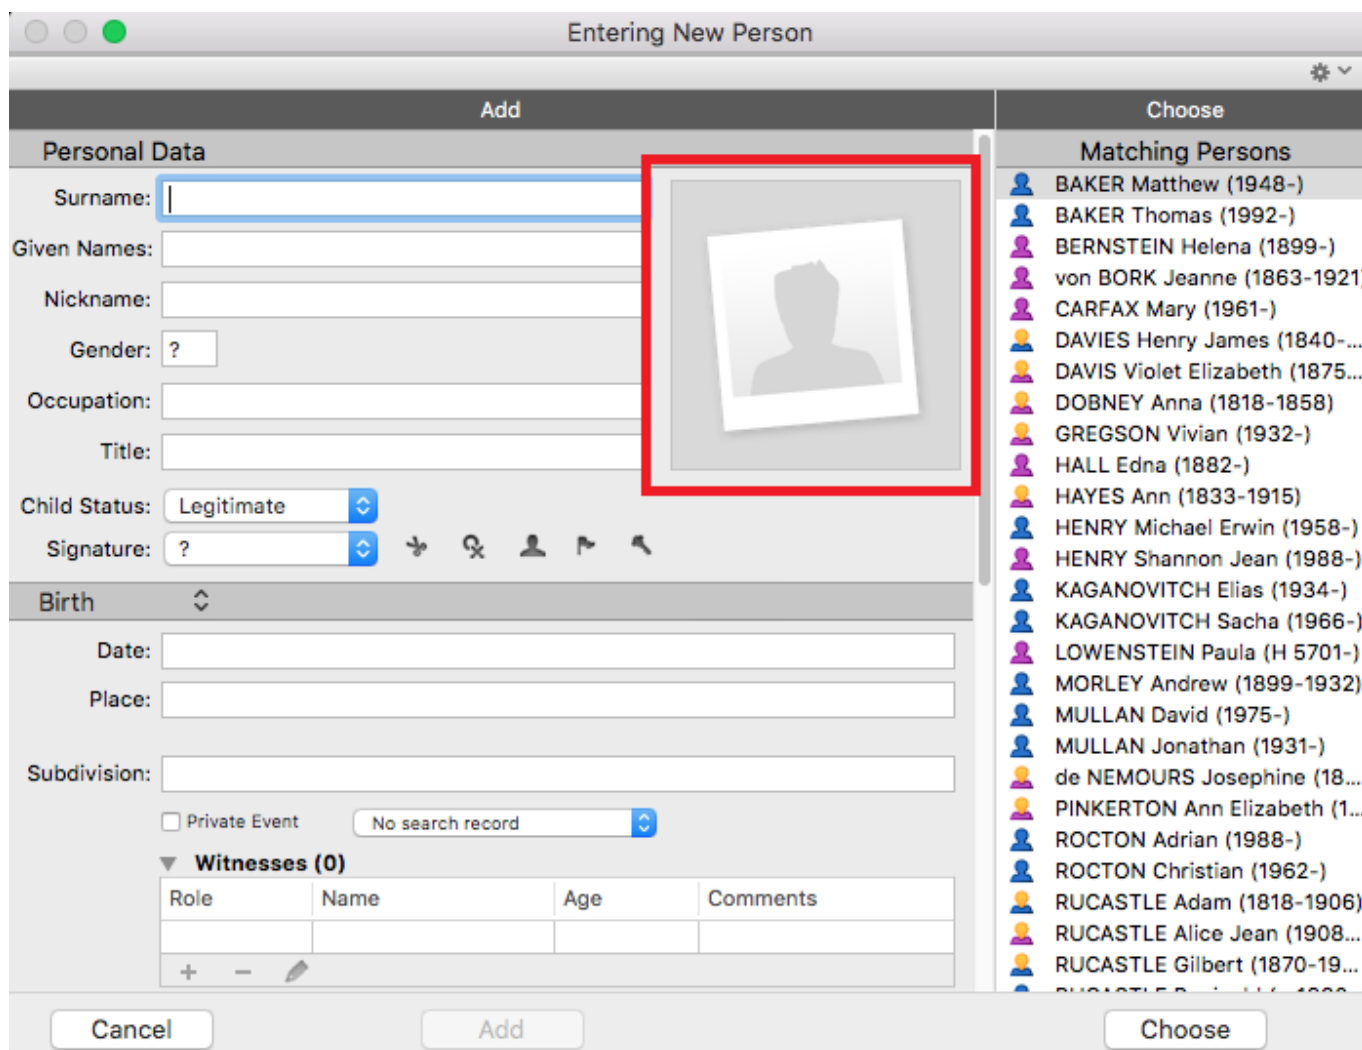 Entering New Person
Add
Personal Data
Surname:
Given Names:
Nickname:
Gender: ?
Occupation:
Title:
Child Status: Legitimate
Signature: ?
Birth
Date:
Place:
Subdivision:
Private Event No search record
Witnesses (0)
Role Name Age Comments
Cancel Add
Choose
Matching Persons
BAKER Matthew (1948-)
BAKER Thomas (1992-)
BERNSTEIN Helena (1899-)
von BORK Jeanne (1863-1921)
CARFAX Mary (1961-)
DAVIES Henry James (1840-...
DAVIS Violet Elizabeth (1875...
DOBNEY Anna (1818-1858)
GREGSON Vivian (1932-)
HALL Edna (1882-)
HAYES Ann (1833-1915)
HENRY Michael Erwin (1958-)
HENRY Shannon Jean (1988-)
KAGANOVITCH Elias (1934-)
KAGANOVITCH Sacha (1966-)
LOWENSTEIN Paula (H 5701-)
MORLEY Andrew (1899-1932)
MULLAN David (1975-)
MULLAN Jonathan (1931-)
de NEMOURS Josephine (18...
PINKERTON Ann Elizabeth (1...
ROCTON Adrian (1988-)
ROCTON Christian (1962-)
RUCASTLE Adam (1818-1906)
RUCASTLE Alice Jean (1908...
RUCASTLE Gilbert (1870-19...
Choose